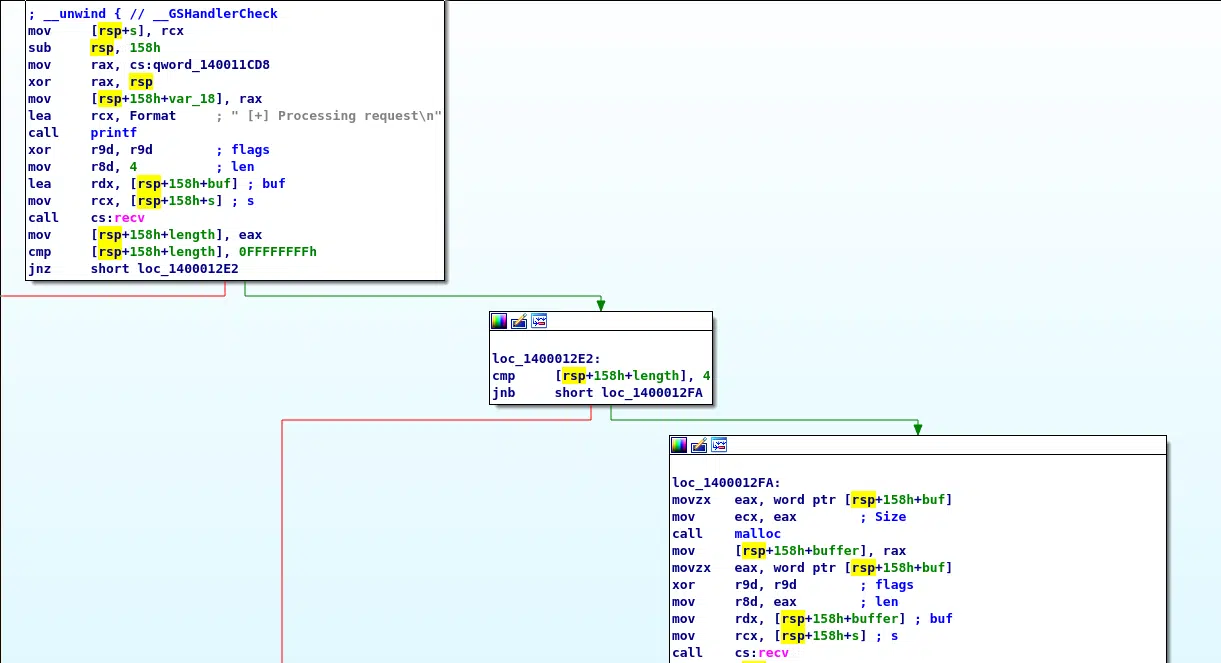 ; __unwind { // __GSHandlerCheck
mov [rsp+s], rcx
sub rsp, 158h
mov rax, cs:qword_140011CD8
xor rax, rsp
mov [rsp+158h+var_18], rax
lea rcx, Format ; " [+] Processing request\n"
call printf
xor r9d, r9d ; flags
mov r8d, 4 ; len
lea rdx, [rsp+158h+buf] ; buf
mov rcx, [rsp+158h+s] ; s
call cs:recv
mov [rsp+158h+length], eax
cmp [rsp+158h+length], 0FFFFFFFFh
jnz short loc_1400012E2
loc_1400012E2:
cmp [rsp+158h+length], 4
jnb short loc_1400012FA
loc_1400012FA:
movzx eax, word ptr [rsp+158h+buf]
mov ecx, eax ; Size
call malloc
mov [rsp+158h+buffer], rax
movzx eax, word ptr [rsp+158h+buf]
xor r9d, r9d ; flags
mov r8d, eax ; len
mov rdx, [rsp+158h+buffer] ; buf
mov rcx, [rsp+158h+s] ; s
call cs:recv